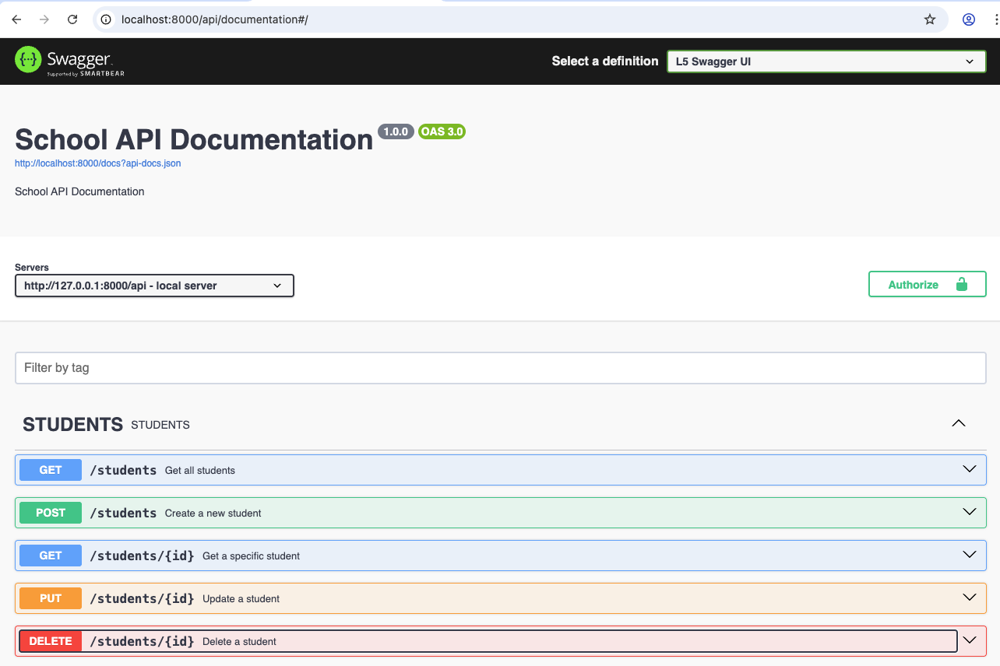 localhost:8000/api/documentation#/
Swagger
Supported by SMARTBEAR
Select a definition
L5 Swagger UI
School API Documentation 1.0.0 OAS 3.0
http://localhost:8000/docs?api-docs.json
School API Documentation
Servers
http://127.0.0.1:8000/api - local server
Authorize
Filter by tag
STUDENTS STUDENTS
GET /students Get all students
POST /students Create a new student
GET /students/{id} Get a specific student
PUT /students/{id} Update a student
DELETE /students/{id} Delete a student